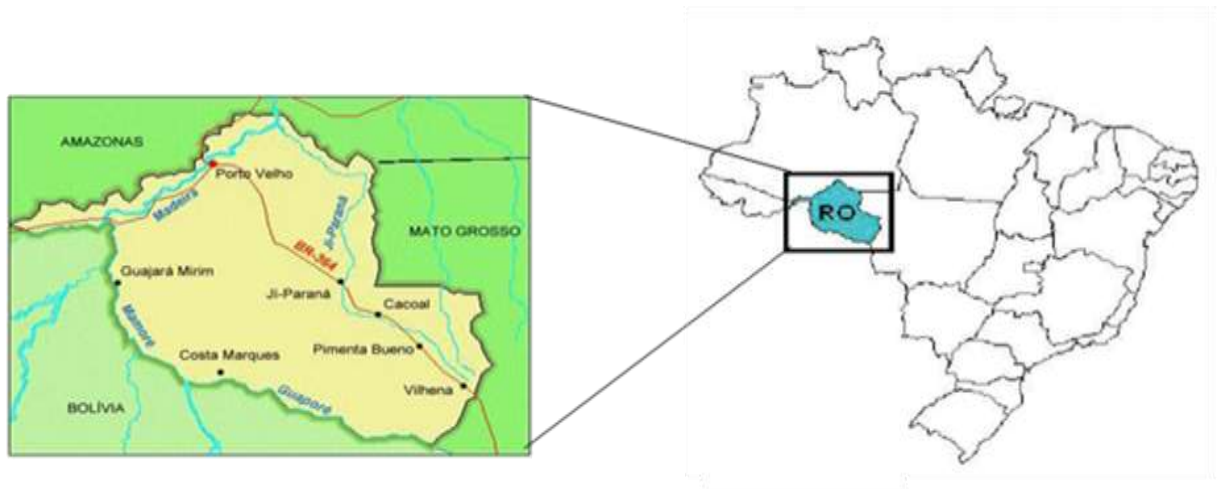 AMAZONAS
Porto Velho
Madeira
Ji-Paraná
MATO GROSSO
BR-364
Guajará Mirim
Ji-Paraná
Cacoal
Mamoré
Pimenta Bueno
Costa Marques
Vilhena
Guaporé
BOLÍVIA
RO